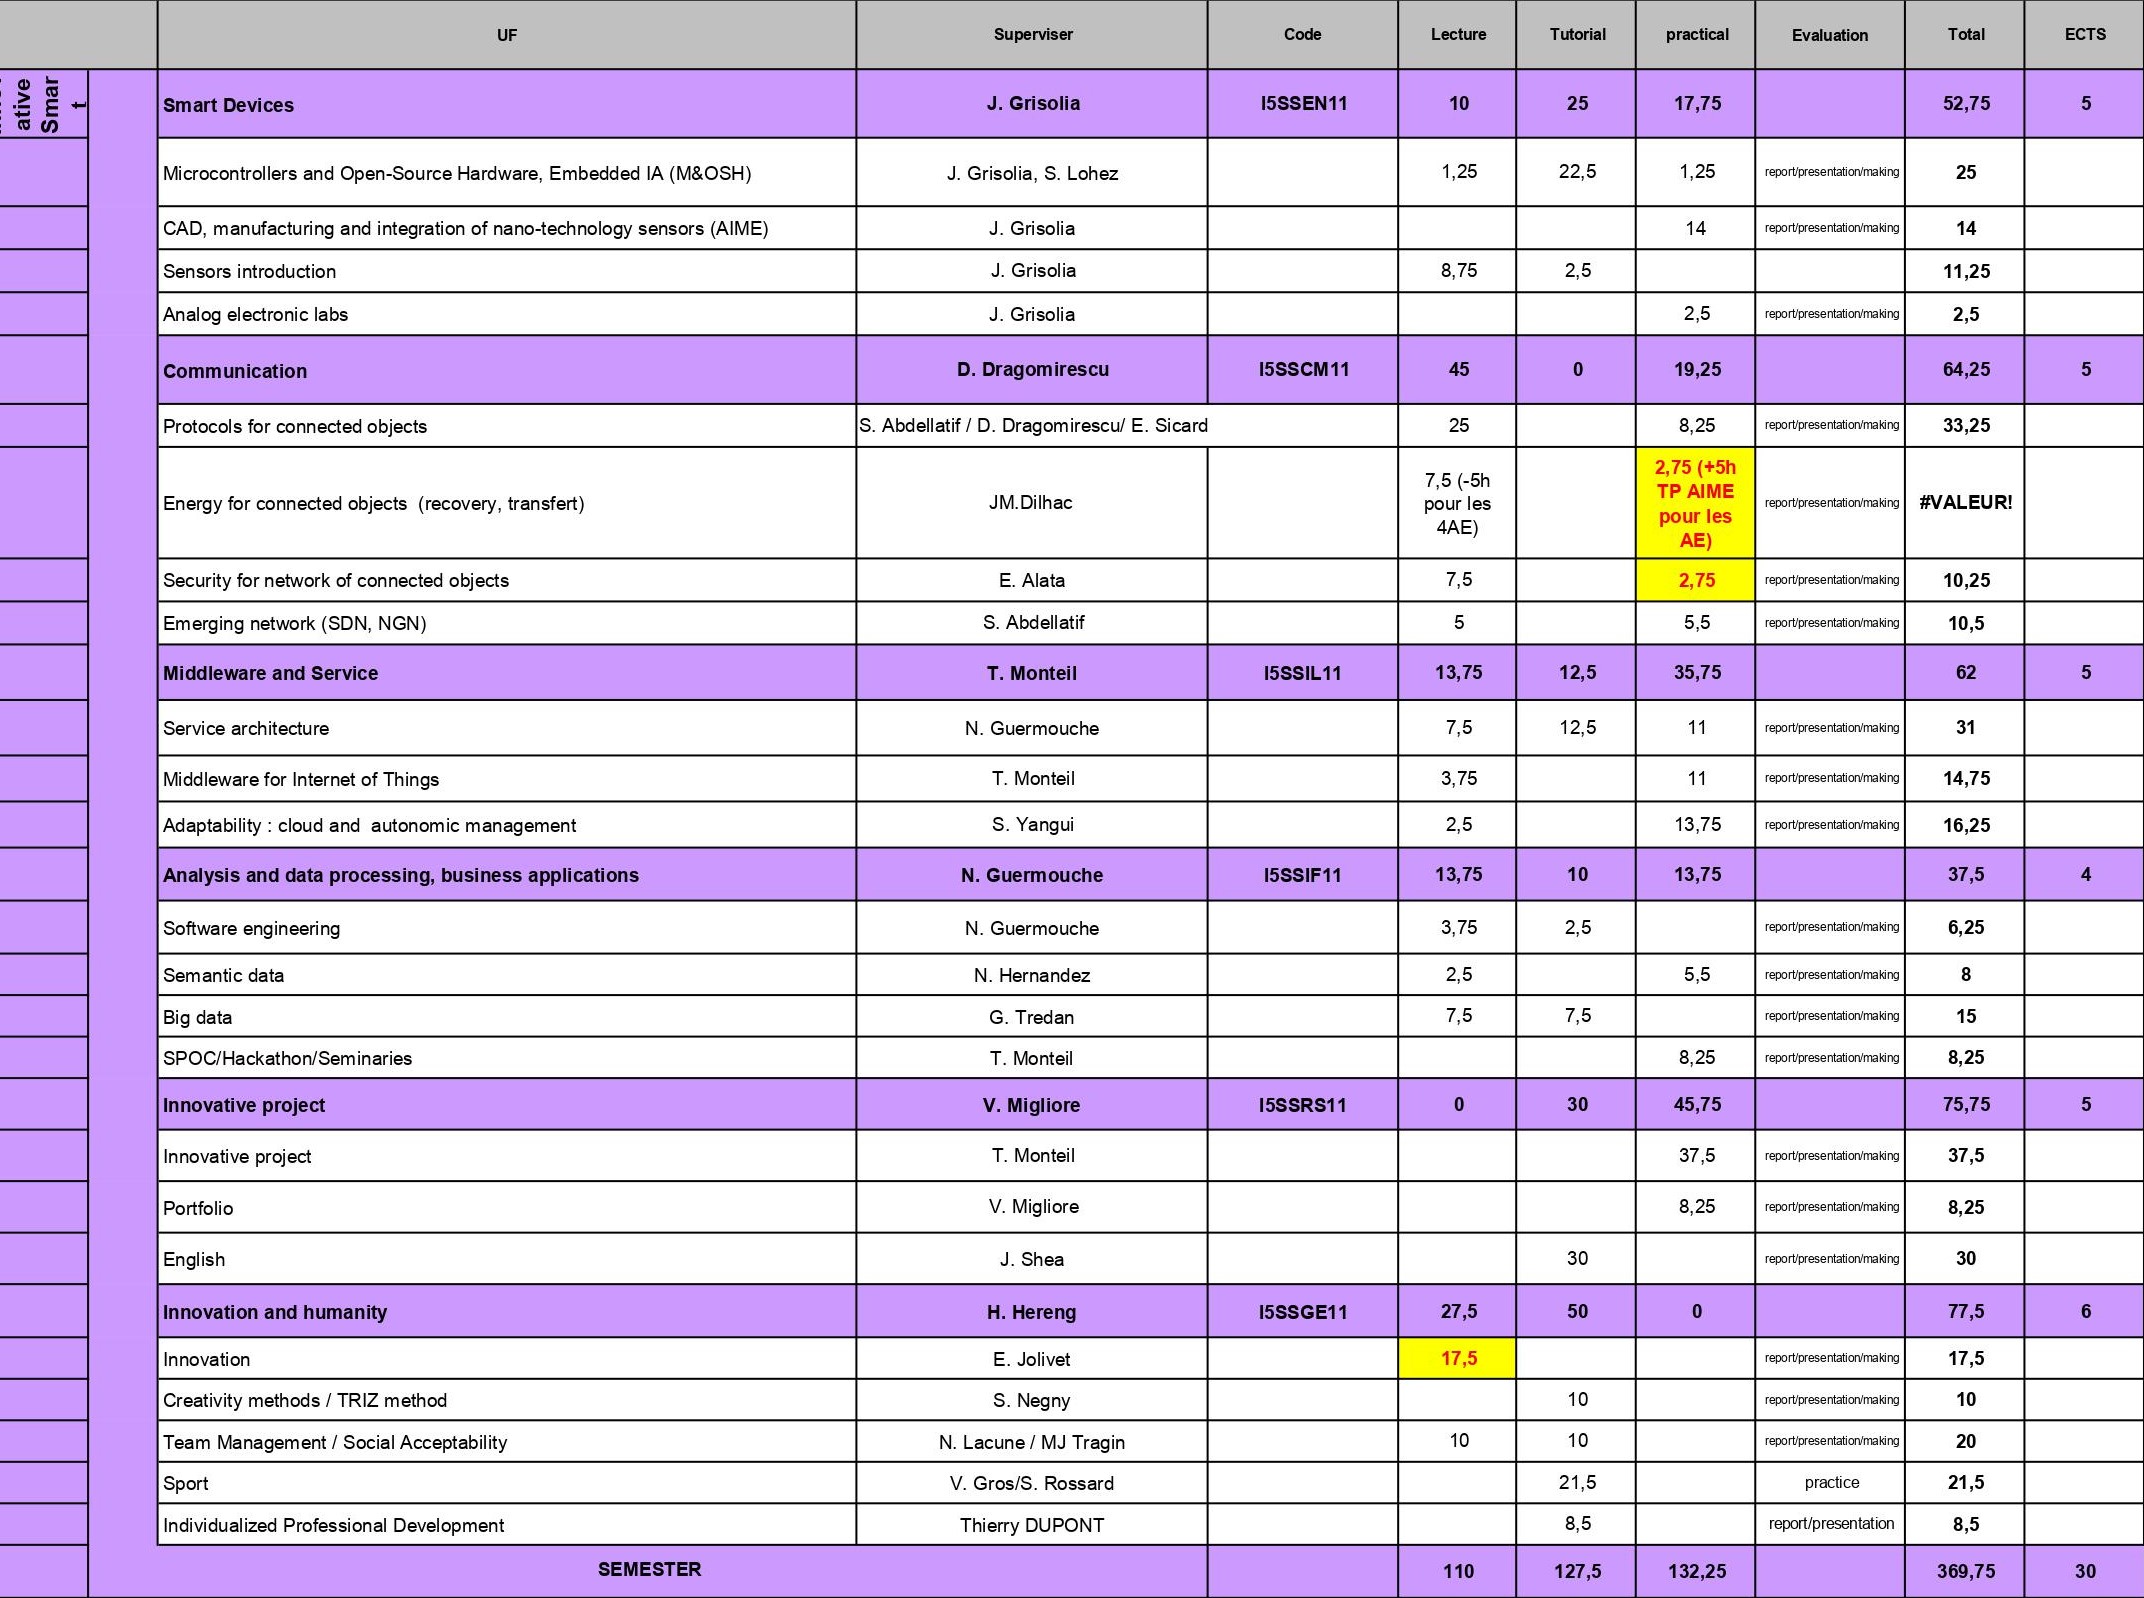 UF Superviser Code Lecture Tutorial practical Evaluation Total ECTS
ative
Smar
t
Smart Devices J. Grisolia I5SSEN11 10 25 17,75 52,75 5
Microcontrollers and Open-Source Hardware, Embedded IA (M&OSH) J. Grisolia, S. Lohez 1,25 22,5 1,25 report/presentation/making 25
CAD, manufacturing and integration of nano-technology sensors (AIME) J. Grisolia 14 report/presentation/making 14
Sensors introduction J. Grisolia 8,75 2,5 11,25
Analog electronic labs J. Grisolia 2,5 report/presentation/making 2,5
Communication D. Dragomirescu I5SSCM11 45 0 19,25 64,25 5
Protocols for connected objects S. Abdellatif / D. Dragomirescu/ E. Sicard 25 8,25 report/presentation/making 33,25
Energy for connected objects (recovery, transfert) JM.Dilhac
7,5 (-5h
pour les
4AE)
2,75 (+5h
TP AIME
pour les
AE)
report/presentation/making #VALEUR!
Security for network of connected objects E. Alata 7,5 2,75 report/presentation/making 10,25
Emerging network (SDN, NGN) S. Abdellatif 5 5,5 report/presentation/making 10,5
Middleware and Service T. Monteil I5SSIL11 13,75 12,5 35,75 62 5
Service architecture N. Guermouche 7,5 12,5 11 report/presentation/making 31
Middleware for Internet of Things T. Monteil 3,75 11 report/presentation/making 14,75
Adaptability : cloud and autonomic management S. Yangui 2,5 13,75 report/presentation/making 16,25
Analysis and data processing, business applications N. Guermouche I5SSIF11 13,75 10 13,75 37,5 4
Software engineering N. Guermouche 3,75 2,5 report/presentation/making 6,25
Semantic data N. Hernandez 2,5 5,5 report/presentation/making 8
Big data G. Tredan 7,5 7,5 report/presentation/making 15
SPOC/Hackathon/Seminaries T. Monteil 8,25 report/presentation/making 8,25
Innovative project V. Migliore I5SSRS11 0 30 45,75 75,75 5
Innovative project T. Monteil 37,5 report/presentation/making 37,5
Portfolio V. Migliore 8,25 report/presentation/making 8,25
English J. Shea 30 report/presentation/making 30
Innovation and humanity H. Hereng I5SSGE11 27,5 50 0 77,5 6
Innovation E. Jolivet 17,5 report/presentation/making 17,5
Creativity methods / TRIZ method S. Negny 10 report/presentation/making 10
Team Management / Social Acceptability N. Lacune / MJ Tragin 10 10 report/presentation/making 20
Sport V. Gros/S. Rossard 21,5 practice 21,5
Individualized Professional Development Thierry DUPONT 8,5 report/presentation 8,5
SEMESTER 110 127,5 132,25 369,75 30